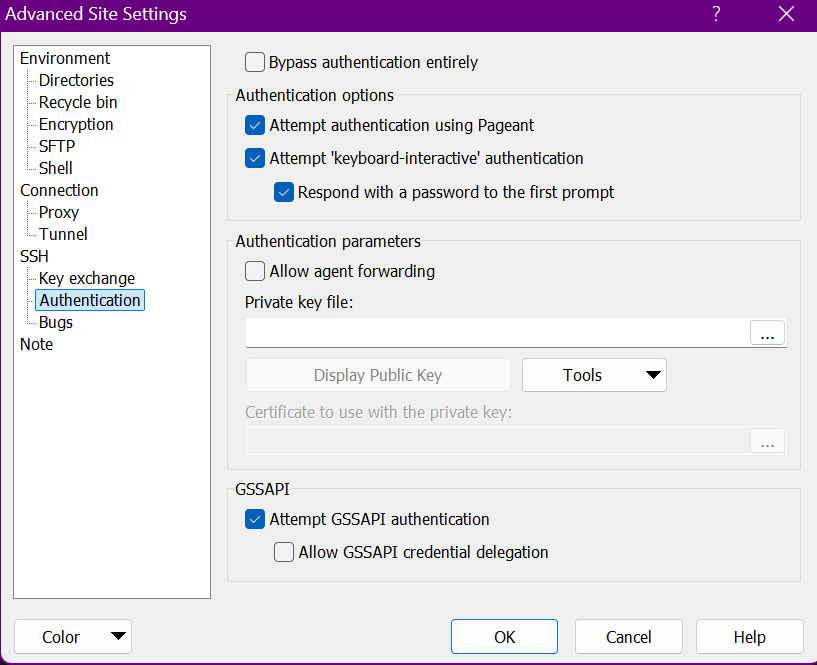 Advanced Site Settings
?
Environment
Directories
Recycle bin
Encryption
SFTP
Shell
Connection
Proxy
Tunnel
SSH
Key exchange
Authentication
Bugs
Note
Bypass authentication entirely
Authentication options
Attempt authentication using Pageant
Attempt 'keyboard-interactive' authentication
Respond with a password to the first prompt
Authentication parameters
Allow agent forwarding
Private key file:
...
Display Public Key
Tools
Certificate to use with the private key:
...
GSSAPI
Attempt GSSAPI authentication
Allow GSSAPI credential delegation
Color
OK
Cancel
Help